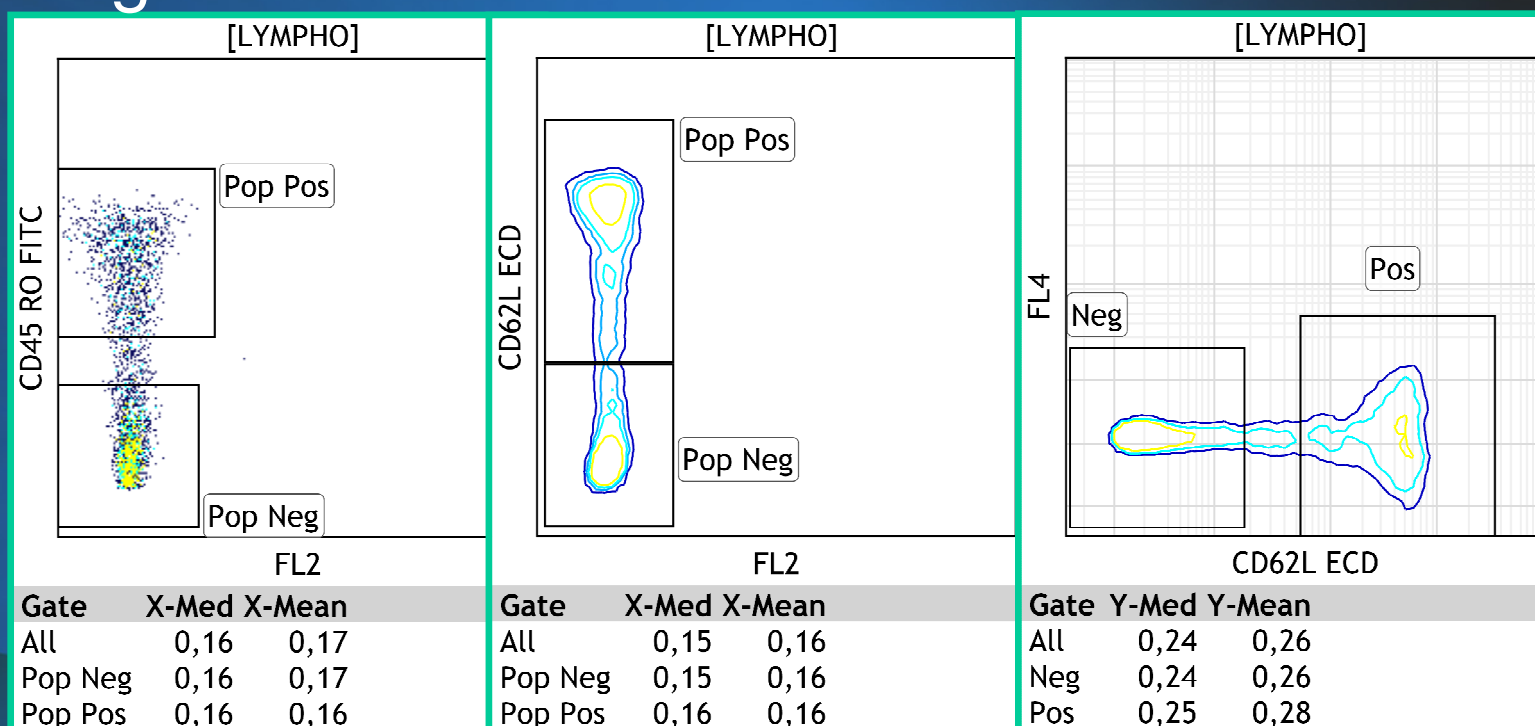 [LYMPHO]
CD45 RO FITC
Pop Pos
Pop Neg
FL2
Gate X-Med X-Mean
All 0,16 0,17
Pop Neg 0,16 0,17
Pop Pos 0,16 0,16
[LYMPHO]
CD62L ECD
Pop Pos
Pop Neg
FL2
Gate X-Med X-Mean
All 0,15 0,16
Pop Neg 0,15 0,16
Pop Pos 0,16 0,16
[LYMPHO]
FL4
Pos
Neg
CD62L ECD
Gate Y-Med Y-Mean
All 0,24 0,26
Neg 0,24 0,26
Pos 0,25 0,28